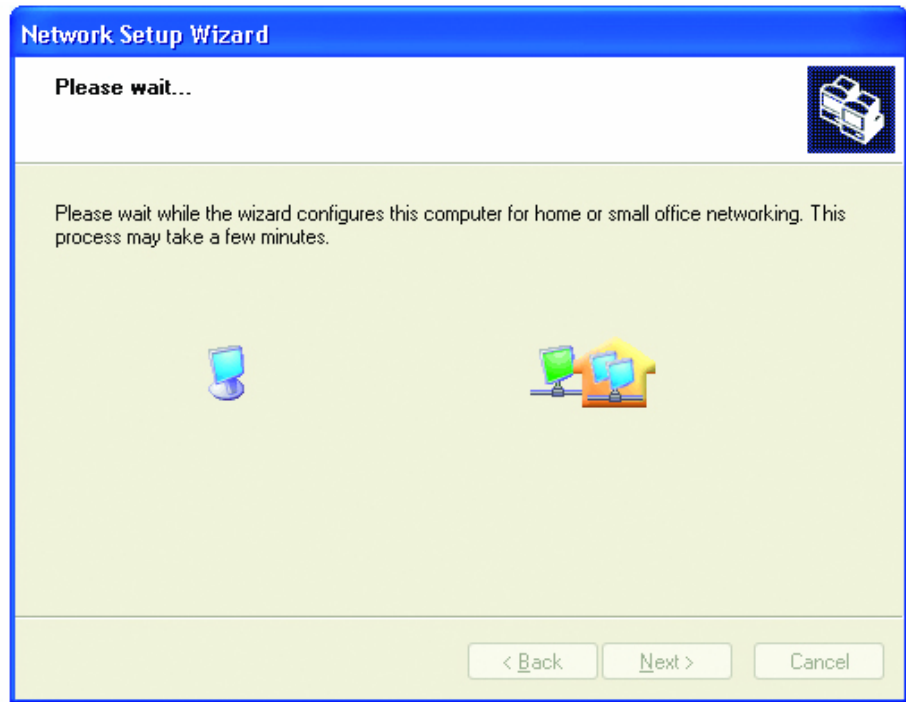 Network Setup Wizard
Please wait...
Please wait while the wizard configures this computer for home or small office networking. This
process may take a few minutes.
< Back Next > Cancel